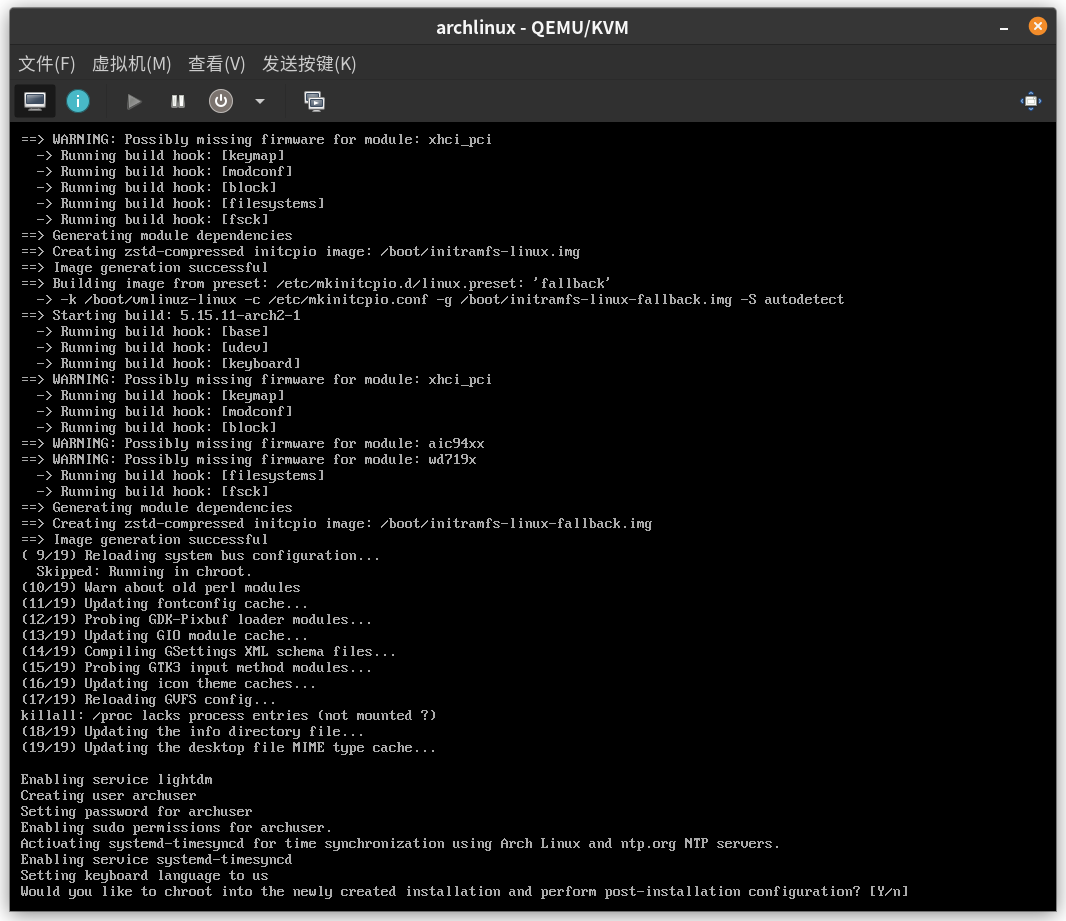 archlinux - QEMU/KVM
文件(F) 虚拟机(M) 查看(V) 发送按键(K)
==> WARNING: Possibly missing firmware for module: xhci_pci
  -> Running build hook: [keymap]
  -> Running build hook: [modconf]
  -> Running build hook: [block]
  -> Running build hook: [filesystems]
  -> Running build hook: [fsck]
==> Generating module dependencies
==> Creating zstd-compressed initcpio image: /boot/initramfs-linux.img
==> Image generation successful
==> Building image from preset: /etc/mkinitcpio.d/linux.preset: 'fallback'
  -> -k /boot/vmlinuz-linux -c /etc/mkinitcpio.conf -g /boot/initramfs-linux-fallback.img -S autodetect
==> Starting build: 5.15.11-arch2-1
  -> Running build hook: [base]
  -> Running build hook: [udev]
  -> Running build hook: [keyboard]
==> WARNING: Possibly missing firmware for module: xhci_pci
  -> Running build hook: [keymap]
  -> Running build hook: [modconf]
  -> Running build hook: [block]
==> WARNING: Possibly missing firmware for module: aic94xx
==> WARNING: Possibly missing firmware for module: wd719x
  -> Running build hook: [filesystems]
  -> Running build hook: [fsck]
==> Generating module dependencies
==> Creating zstd-compressed initcpio image: /boot/initramfs-linux-fallback.img
==> Image generation successful
( 9/19) Reloading system bus configuration...
  Skipped: Running in chroot.
(10/19) Warn about old perl modules
(11/19) Updating fontconfig cache...
(12/19) Probing GDK-Pixbuf loader modules...
(13/19) Updating GIO module cache...
(14/19) Compiling GSettings XML schema files...
(15/19) Probing GTK3 input method modules...
(16/19) Updating icon theme caches...
(17/19) Reloading GVFS config...
killall: /proc lacks process entries (not mounted ?)
(18/19) Updating the info directory file...
(19/19) Updating the desktop file MIME type cache...
Enabling service lightdm
Creating user archuser
Setting password for archuser
Enabling sudo permissions for archuser.
Activating systemd-timesyncd for time synchronization using Arch Linux and ntp.org NTP servers.
Enabling service systemd-timesyncd
Setting keyboard language to us
Would you like to chroot into the newly created installation and perform post-installation configuration? [Y/n]